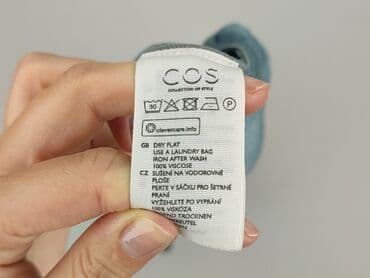 COS
COLLECTION OF STYLE
30
P
clevercare.info
GB DRY FLAT
USE A LAUNDRY BAG
IRON AFTER WASH
100% VISCOSE
CZ SUŠENÍ NA VODOROVNÉ
PLOŠE
PERTE V SÁČKU PRO ŠETRNÉ
PRANÍ
VYŽEHLETE PO VYPRÁNÍ
100% VISKÓZA
TROCKNEN